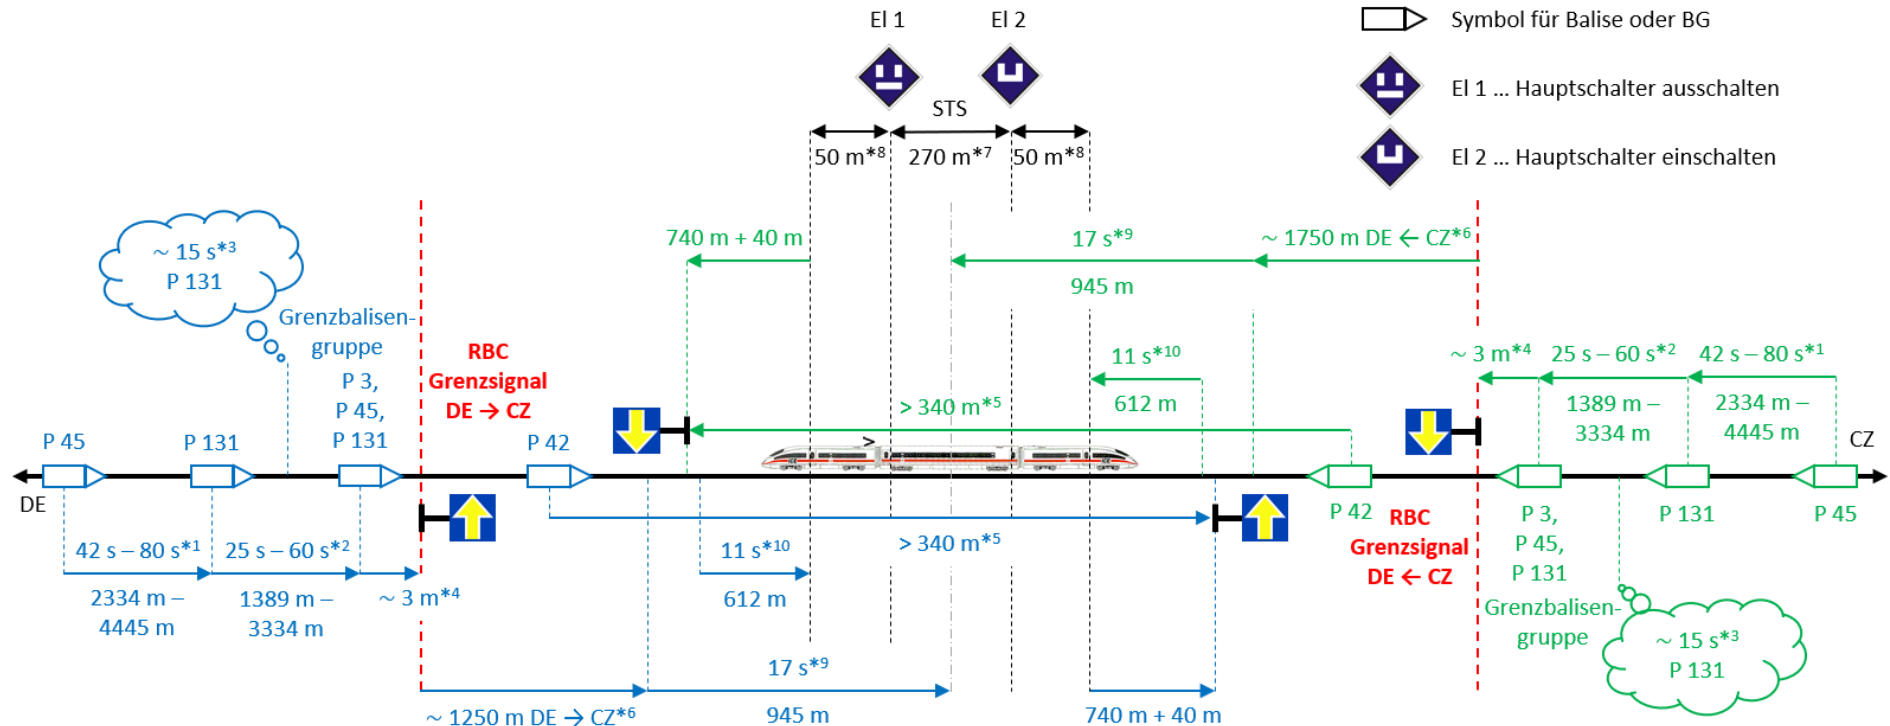 El 1
El 2
Symbol für Balise oder BG
El 1 ... Hauptschalter ausschalten
El 2 ... Hauptschalter einschalten
STS
50 m*8
270 m*7
50 m*8
~ 15 s*3
P 131
740 m + 40 m
17 s*9
~ 1750 m DE ← CZ*6
945 m
Grenzbalisen-
gruppe
P 3,
P 45,
P 131
RBC
Grenzsignal
DE → CZ
11 s*10
612 m
~ 3 m*4
25 s – 60 s*2
42 s – 80 s*1
1389 m –
3334 m
2334 m –
4445 m
> 340 m*5
P 45
P 131
P 42
>
CZ
DE
P 42
RBC
Grenzsignal
DE ← CZ
P 3,
P 45,
P 131
Grenzbalisen-
gruppe
P 131
P 45
42 s – 80 s*1
25 s – 60 s*2
2334 m –
4445 m
1389 m –
3334 m
~ 3 m*4
11 s*10
612 m
> 340 m*5
~ 15 s*3
P 131
17 s*9
~ 1250 m DE → CZ*6
945 m
740 m + 40 m